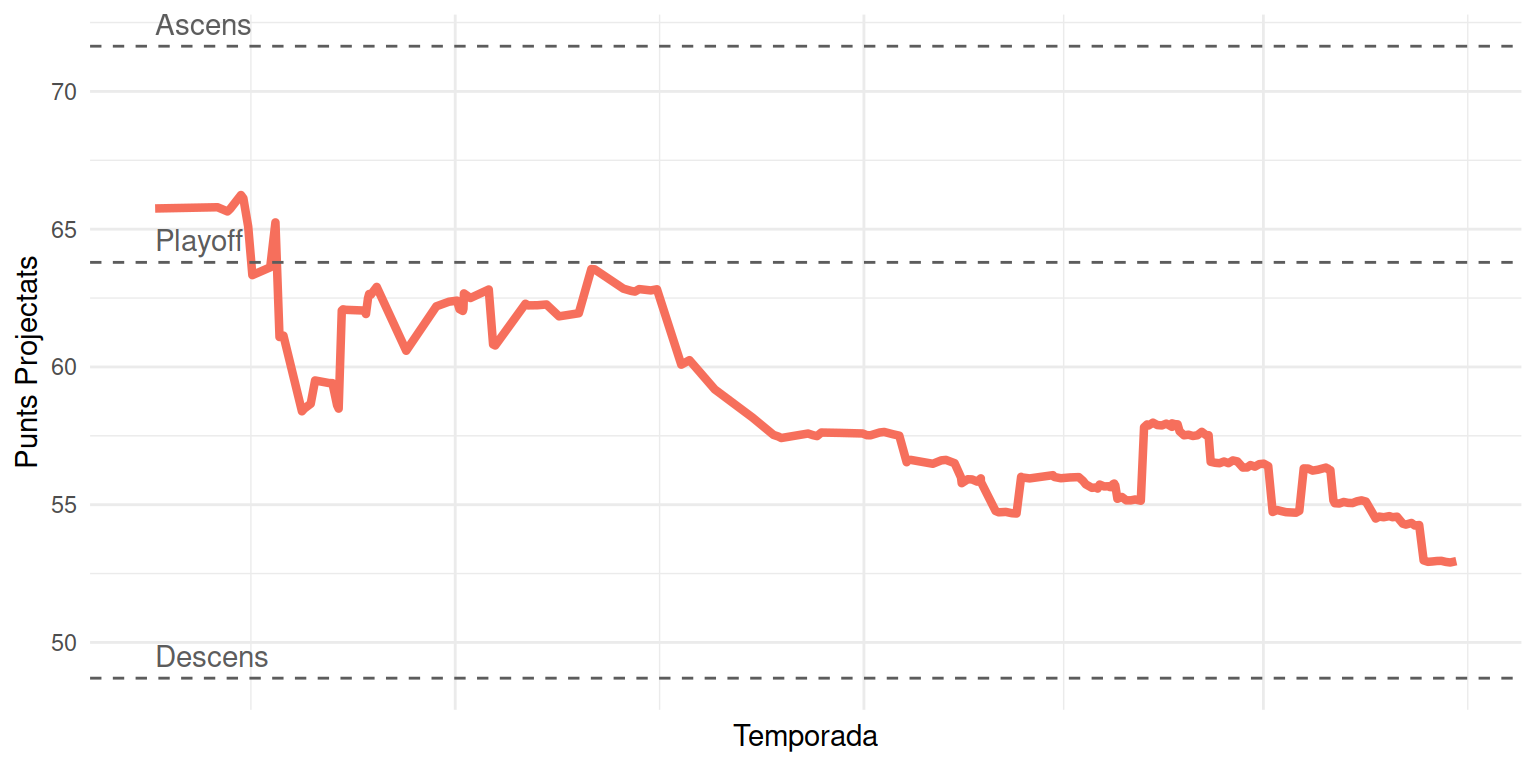 Ascens
70
65
Playoff
60
55
50
Descens
Punts Projectats
Temporada